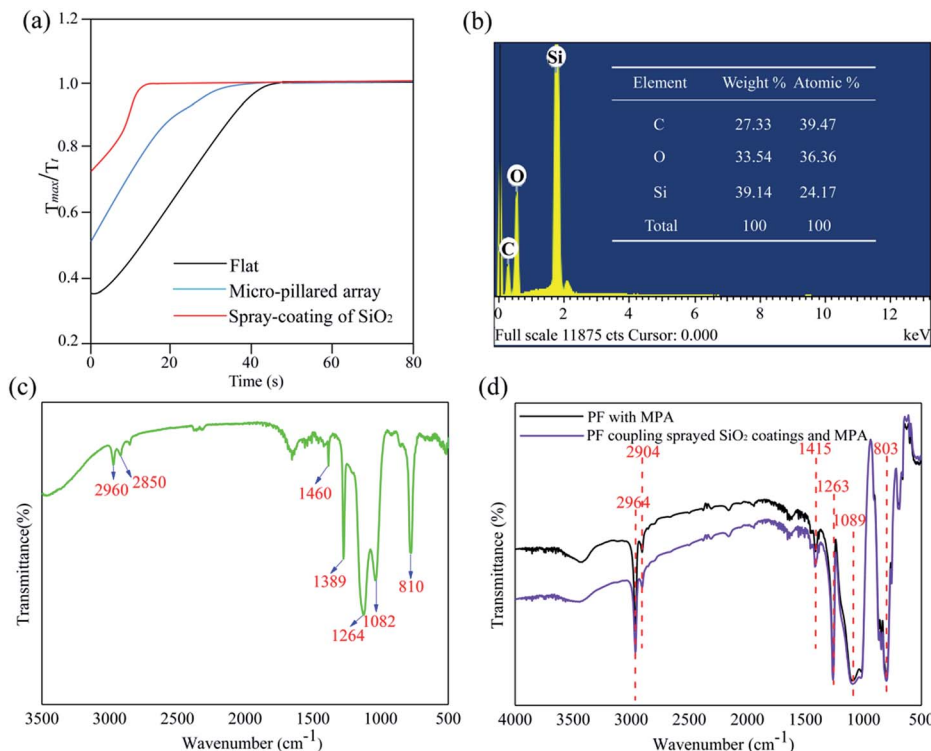 (a)
1.2
1.0
0.8
0.6
0.4
0.2
T_max/T_t
Flat
Micro-pillared array
Spray-coating of SiO₂
0 20 40 60 80
Time (s)
(b)
Si
O
C
Element Weight % Atomic %
C 27.33 39.47
O 33.54 36.36
Si 39.14 24.17
Total 100 100
0 2 4 6 8 10 12
Full scale 11875 cts Cursor: 0.000 keV
(c)
Transmittance(%)
2960
2850
1460
1389
1264
1082
810
3500 3000 2500 2000 1500 1000 500
Wavenumber (cm⁻¹)
(d)
PF with MPA
PF coupling sprayed SiO₂ coatings and MPA
Transmittance (%)
2904
2964
1415
1263
1089
803
4000 3500 3000 2500 2000 1500 1000 500
Wavenumber (cm⁻¹)